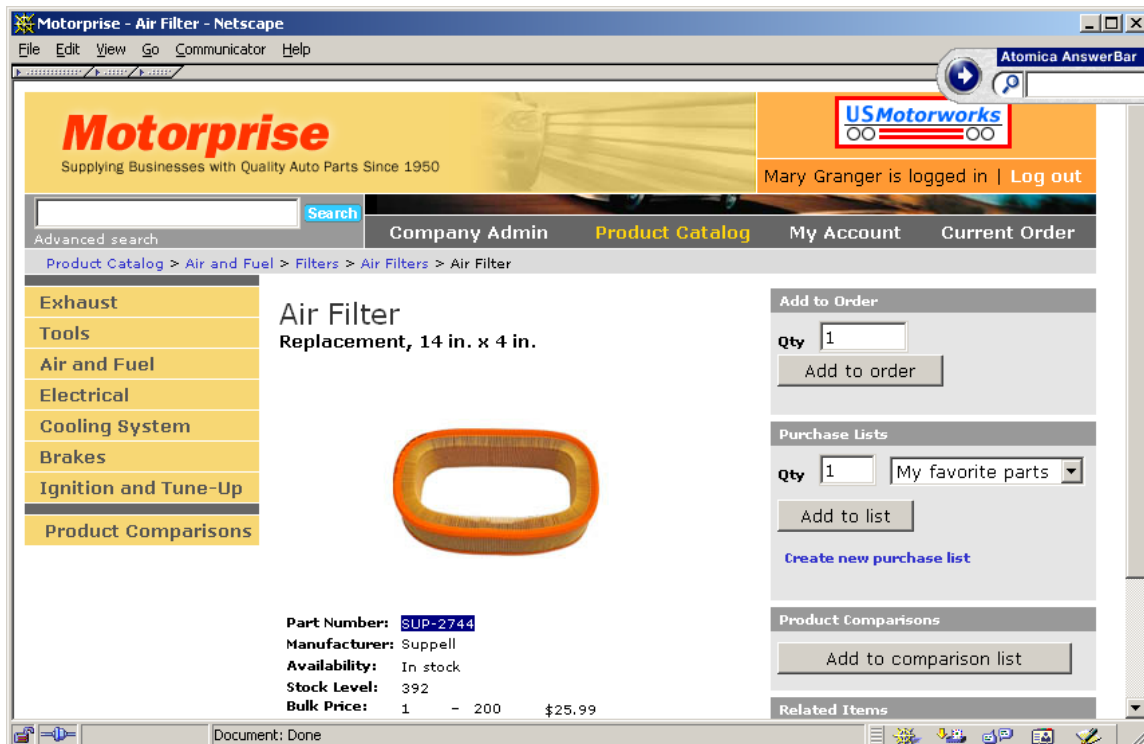 Motorprise - Air Filter - Netscape
File Edit View Go Communicator Help
Atomica AnswerBar
Motorprise
Supplying Businesses with Quality Auto Parts Since 1950
USMotorworks
Mary Granger is logged in | Log out
Search
Advanced search
Company Admin Product Catalog My Account Current Order
Product Catalog > Air and Fuel > Filters > Air Filters > Air Filter
Exhaust
Tools
Air and Fuel
Electrical
Cooling System
Brakes
Ignition and Tune-Up
Product Comparisons
Air Filter
Replacement, 14 in. x 4 in.
Part Number: SUP-2744
Manufacturer: Suppell
Availability: In stock
Stock Level: 392
Bulk Price: 1 - 200 $25.99
Add to Order
Qty 1
Add to order
Purchase Lists
Qty 1 My favorite parts
Add to list
Create new purchase list
Product Comparisons
Add to comparison list
Related Items
Document: Done